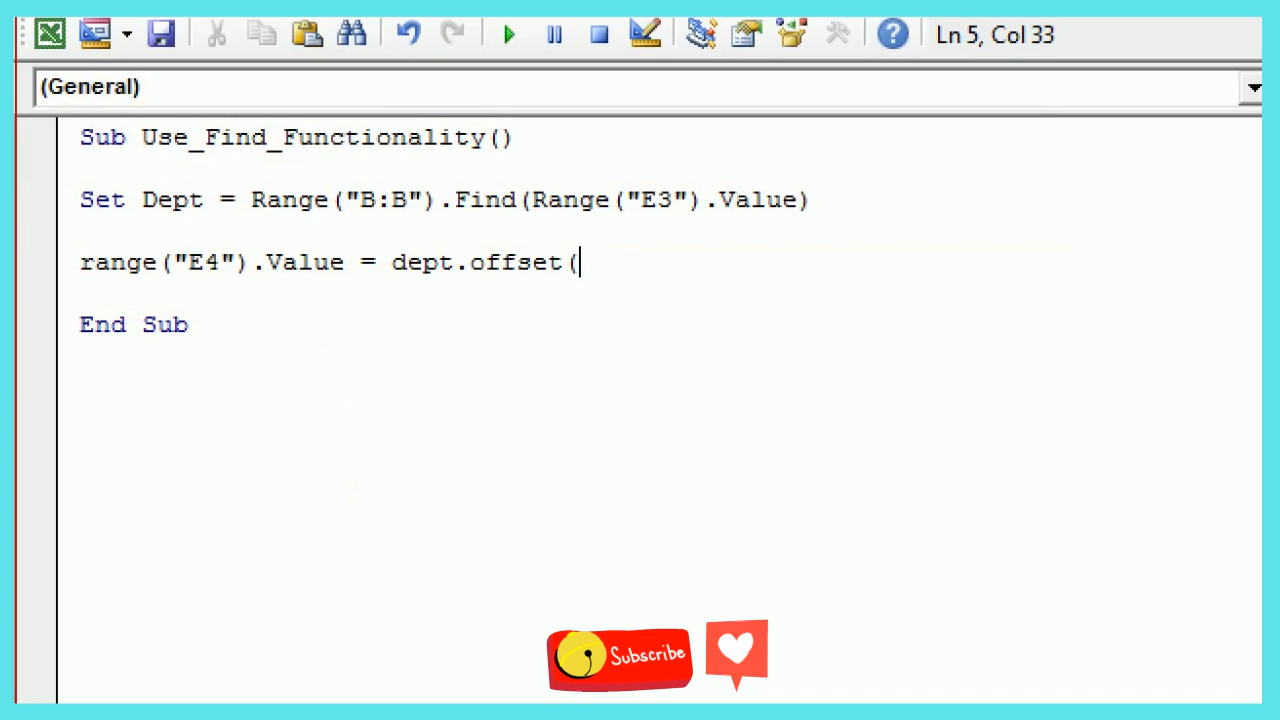 Ln 5, Col 33
(General)
Sub Use_Find_Functionality()
Set Dept = Range("B:B").Find(Range("E3").Value)
range("E4").Value = dept.offset(
End Sub
Subscribe